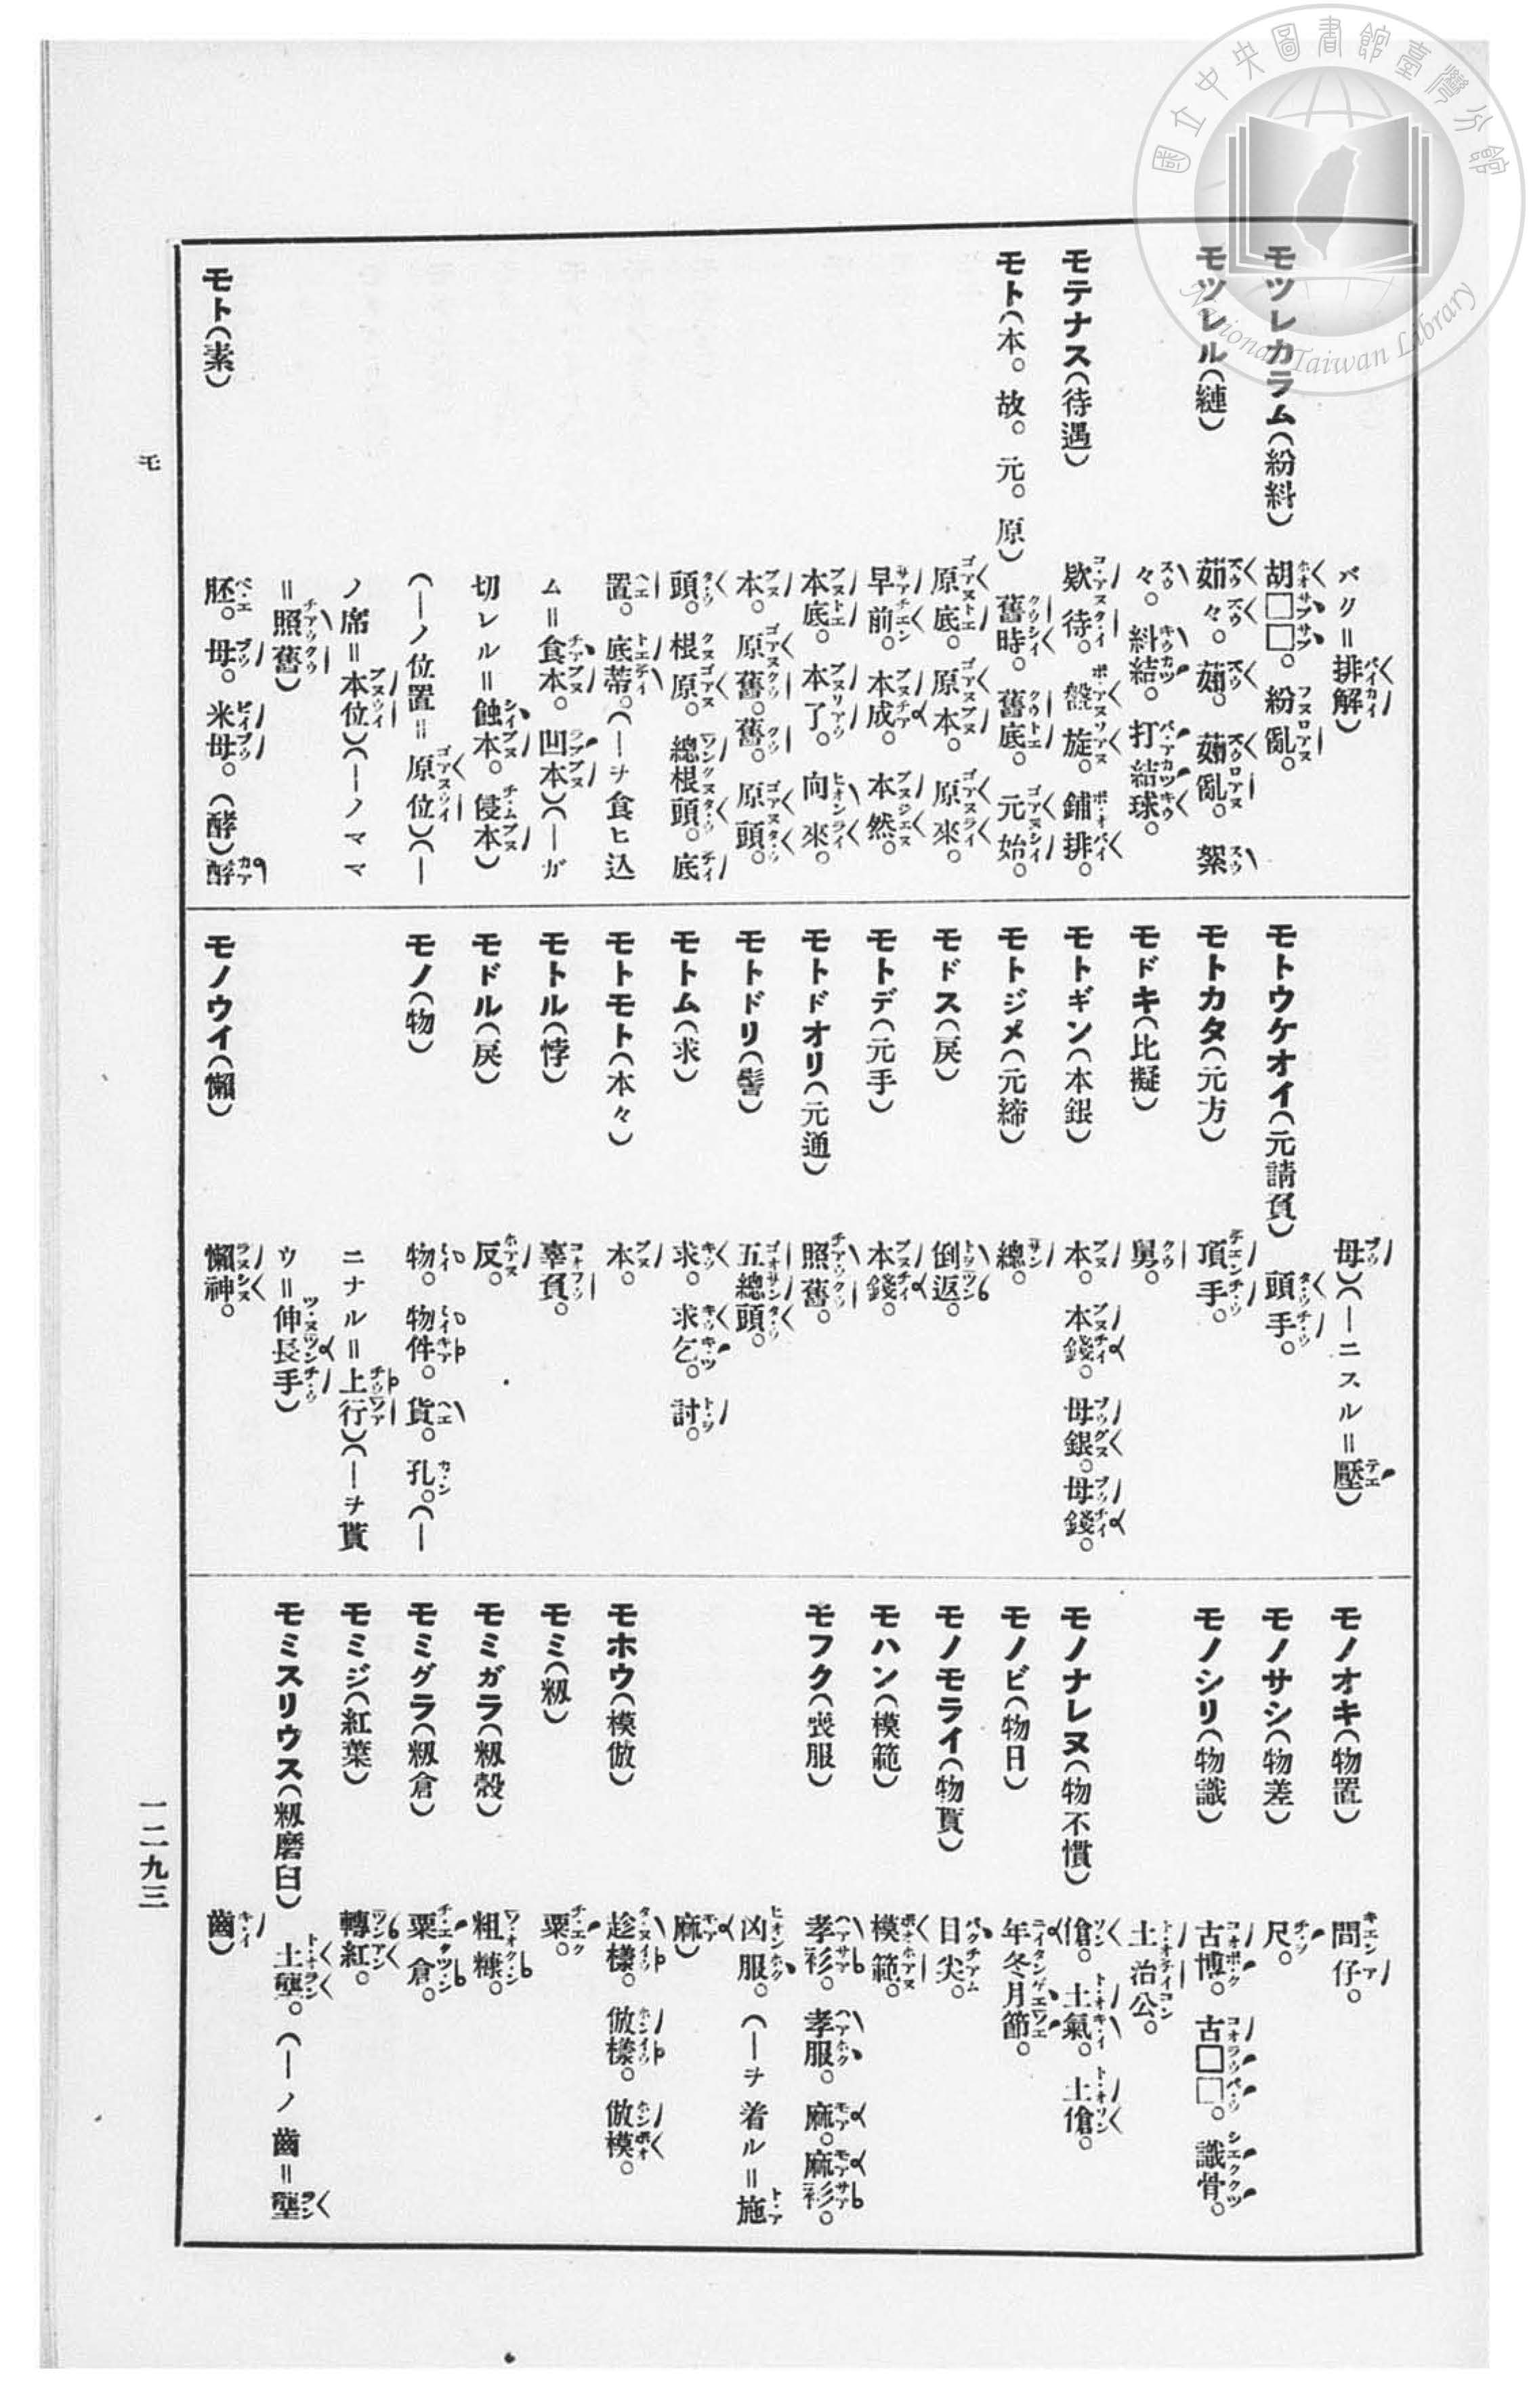 國立中央圖書館臺灣分館
National Taiwan Library
バク＝排解)
モツレカラム(紛糾) 胡□□。紛亂。
モツレル(縺) 茹々。茹。茹亂。絮
々。糾結。打結球。
モテナス(待遇) 欵待。盤旋。鋪排。
モト(本。故。元。原) 舊時。舊底。元始。
原底。原本。原來。
早前。本成。本然。
本底。本了。向來。
本。原舊。舊。原頭。
頭。根原。總根頭。底
置。底蒂。(―ヲ食ヒ込
ム＝食本。凹本)(―ガ
切レル＝蝕本。侵本)
(―ノ位置＝原位)(―
ノ席＝本位)(―ノママ
＝照舊)
モト(素) 胚。母。米母。(酵)酵
母)(―ニスル＝壓)
モトウケオイ(元請負) 頭手。
モトカタ(元方) 頂手。
モドキ(比擬) 舅。
モトギン(本銀) 本。本錢。母銀。母錢。
モトジメ(元締) 總。
モドス(戻) 倒返。
モトデ(元手) 本錢。
モトドオリ(元通) 照舊。
モトドリ(髻) 五總頭。
モトム(求) 求。求乞。討。
モトモト(本々) 本。
モトル(悖) 辜負。
モドル(戻) 反。
モノ(物) 物。物件。貨。孔。(―
ニナル＝上行)(―ヲ貰
ウ＝伸長手)
モノウイ(懶) 懶神。
モノオキ(物置) 間仔。
モノサシ(物差) 尺。
モノシリ(物識) 古博。古□□。識骨。
土治公。
モノナレヌ(物不慣) 傖。土氣。土傖。
モノビ(物日) 年冬月節。
モノモライ(物貰) 目尖。
モハン(模範) 模範。
モフク(喪服) 孝衫。孝服。麻。麻衫。
凶服。(―ヲ着ル＝施
麻)
モホウ(模倣) 趁樣。倣樣。倣模。
モミ(籾) 粟。
モミガラ(籾殼) 粗糠。
モミグラ(籾倉) 粟倉。
モミジ(紅葉) 轉紅。
モミスリウス(籾磨臼) 土壟。(―ノ齒＝壟
齒)
モ
一二九三